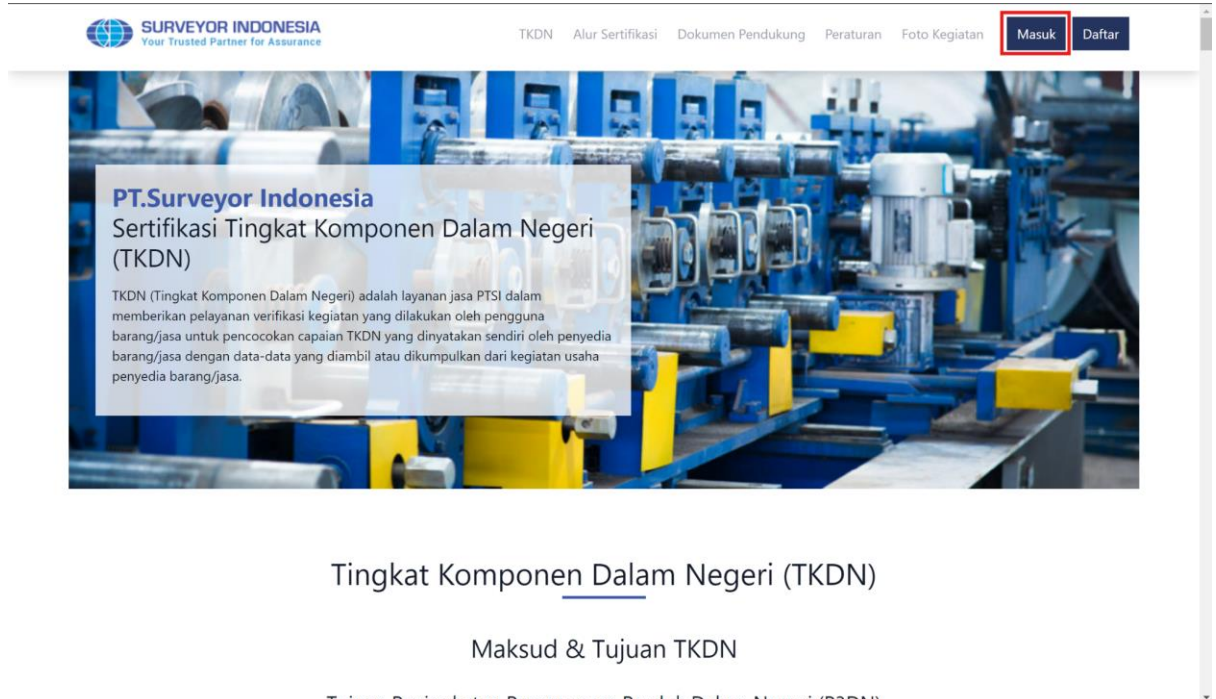 SURVEYOR INDONESIA
Your Trusted Partner for Assurance
TKDN Alur Sertifikasi Dokumen Pendukung Peraturan Foto Kegiatan Masuk Daftar
PT.Surveyor Indonesia
Sertifikasi Tingkat Komponen Dalam Negeri
(TKDN)
TKDN (Tingkat Komponen Dalam Negeri) adalah layanan jasa PTSI dalam
memberikan pelayanan verifikasi kegiatan yang dilakukan oleh pengguna
barang/jasa untuk pencocokan capaian TKDN yang dinyatakan sendiri oleh penyedia
barang/jasa dengan data-data yang diambil atau dikumpulkan dari kegiatan usaha
penyedia barang/jasa.
Tingkat Komponen Dalam Negeri (TKDN)
Maksud & Tujuan TKDN